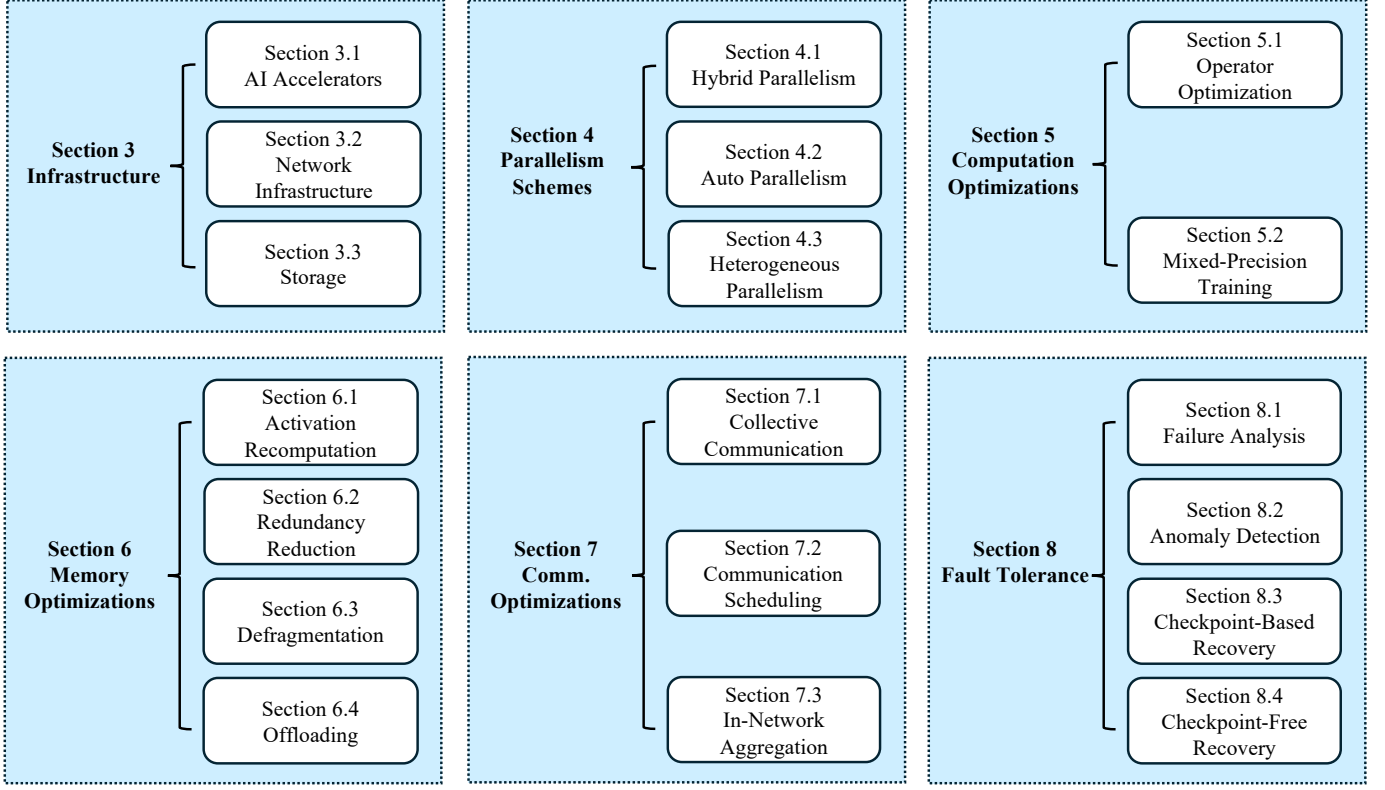 Section 3
Infrastructure
Section 3.1
AI Accelerators
Section 3.2
Network
Infrastructure
Section 3.3
Storage
Section 4
Parallelism
Schemes
Section 4.1
Hybrid Parallelism
Section 4.2
Auto Parallelism
Section 4.3
Heterogeneous
Parallelism
Section 5
Computation
Optimizations
Section 5.1
Operator
Optimization
Section 5.2
Mixed-Precision
Training
Section 6
Memory
Optimizations
Section 6.1
Activation
Recomputation
Section 6.2
Redundancy
Reduction
Section 6.3
Defragmentation
Section 6.4
Offloading
Section 7
Comm.
Optimizations
Section 7.1
Collective
Communication
Section 7.2
Communication
Scheduling
Section 7.3
In-Network
Aggregation
Section 8
Fault Tolerance
Section 8.1
Failure Analysis
Section 8.2
Anomaly Detection
Section 8.3
Checkpoint-Based
Recovery
Section 8.4
Checkpoint-Free
Recovery